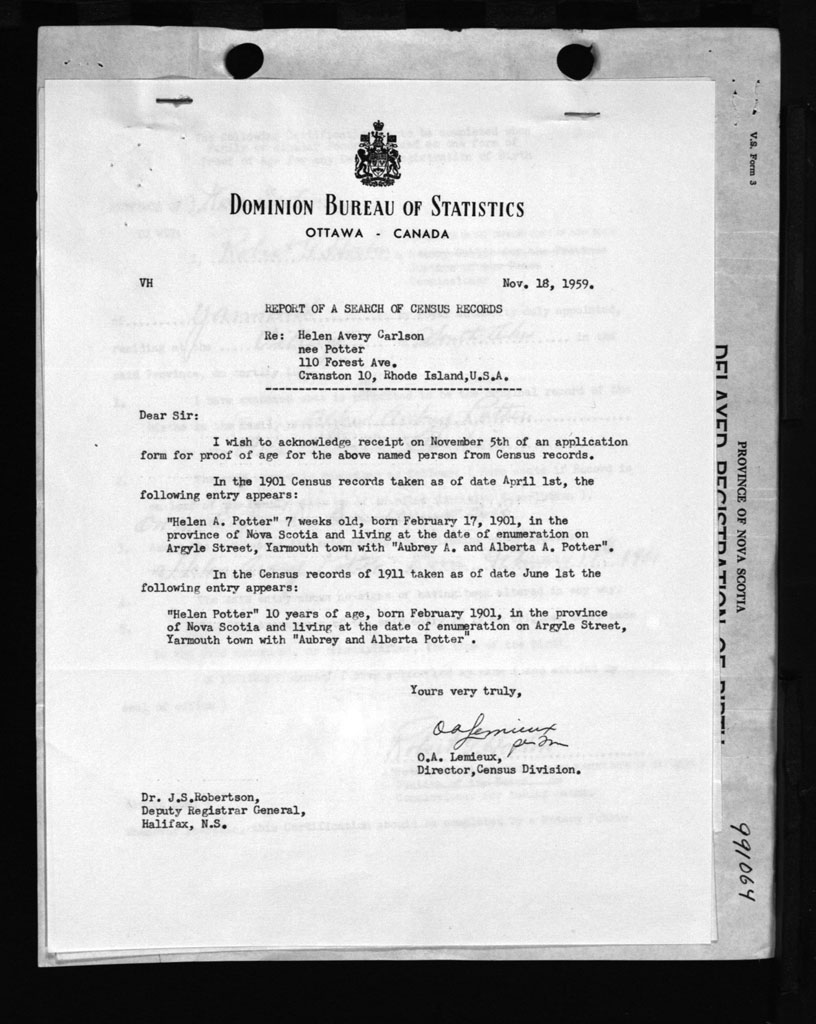 DOMINION BUREAU OF STATISTICS
OTTAWA - CANADA
VH
Nov. 18, 1959.
REPORT OF A SEARCH OF CENSUS RECORDS
Re: Helen Avery Carlson
nee Potter
110 Forest Ave.
Cranston 10, Rhode Island,U.S.A.
Dear Sir:
I wish to acknowledge receipt on November 5th of an application
form for proof of age for the above named person from Census records.
In the 1901 Census records taken as of date April 1st, the
following entry appears:
"Helen A. Potter" 7 weeks old, born February 17, 1901, in the
province of Nova Scotia and living at the date of enumeration on
Argyle Street, Yarmouth town with "Aubrey A. and Alberta A. Potter".
In the Census records of 1911 taken as of date June 1st the
following entry appears:
"Helen Potter" 10 years of age, born February 1901, in the province
of Nova Scotia and living at the date of enumeration on Argyle Street,
Yarmouth town with "Aubrey and Alberta Potter".
Yours very truly,
OA Lemieux
O.A. Lemieux,
Director,Census Division.
Dr. J.S.Robertson,
Deputy Registrar General,
Halifax, N.S.
V.S. Form 3
PROVINCE OF NOVA SCOTIA
DELAYED REGISTRATION OF BIRTH
991064